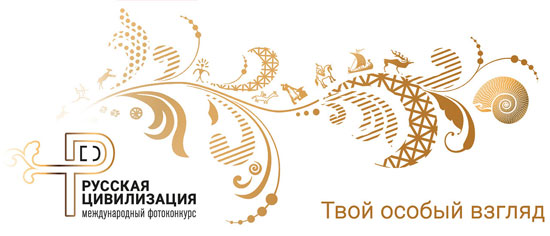 РУССКАЯ
ЦИВИЛИЗАЦИЯ
международный фотоконкурс
Твой особый взгляд